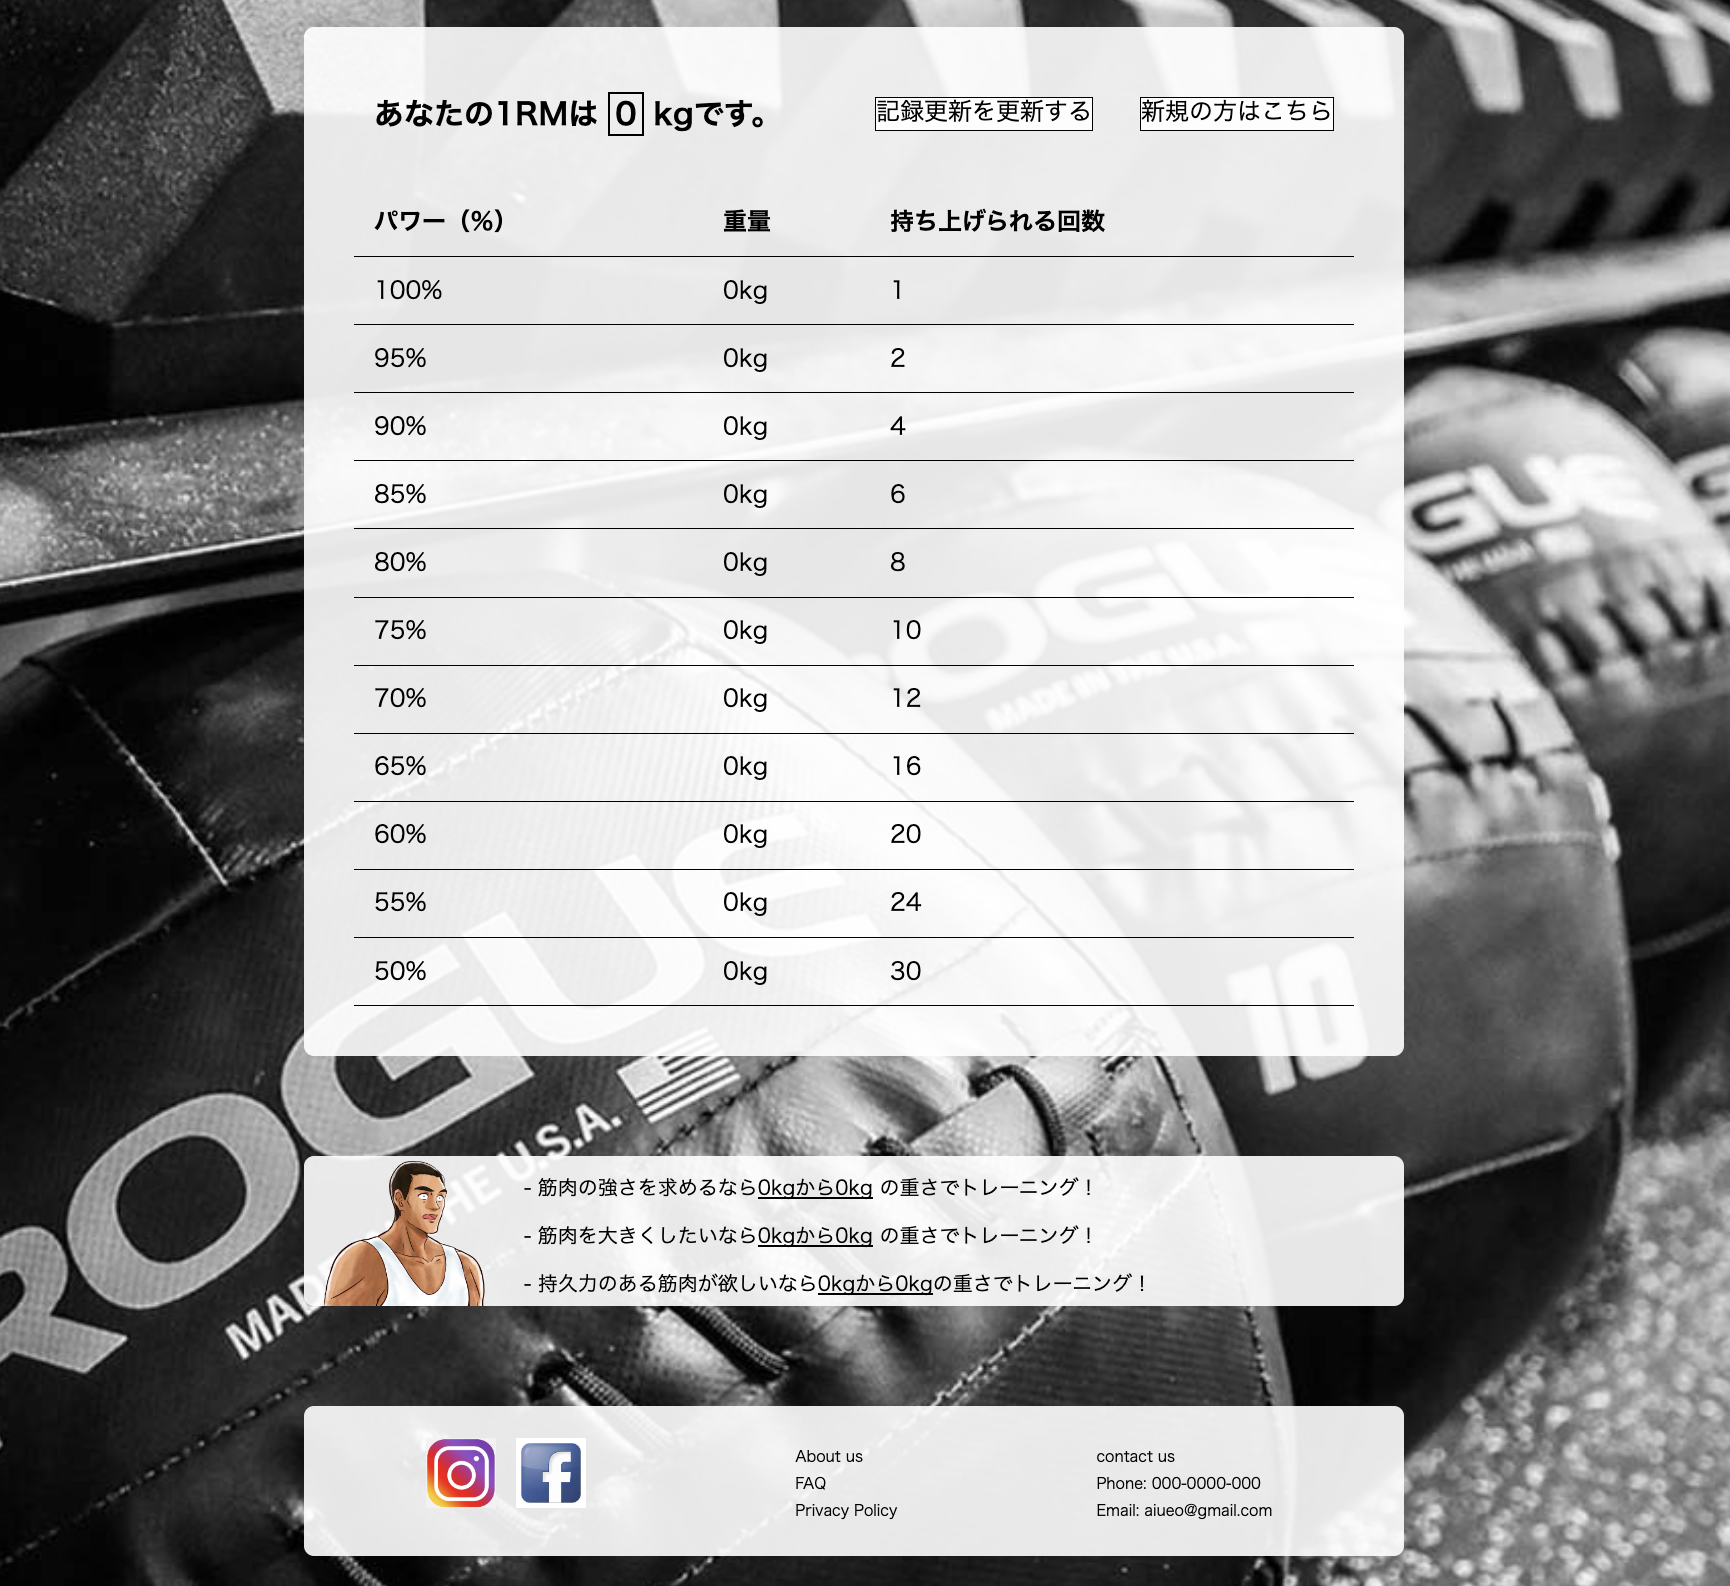 あなたの1RMは 0 kgです。 記録更新を更新する 新規の方はこちら
パワー（%） 重量 持ち上げられる回数
100% 0kg 1
95% 0kg 2
90% 0kg 4
85% 0kg 6
80% 0kg 8
75% 0kg 10
70% 0kg 12
65% 0kg 16
60% 0kg 20
55% 0kg 24
50% 0kg 30
- 筋肉の強さを求めるなら0kgから0kg の重さでトレーニング！
- 筋肉を大きくしたいなら0kgから0kg の重さでトレーニング！
- 持久力のある筋肉が欲しいなら0kgから0kgの重さでトレーニング！
About us
FAQ
Privacy Policy
contact us
Phone: 000-0000-000
Email: aiueo@gmail.com
GUE
OGUE
MADE IN THE U.S.A.
10
ROGUE
THE U.S.A.